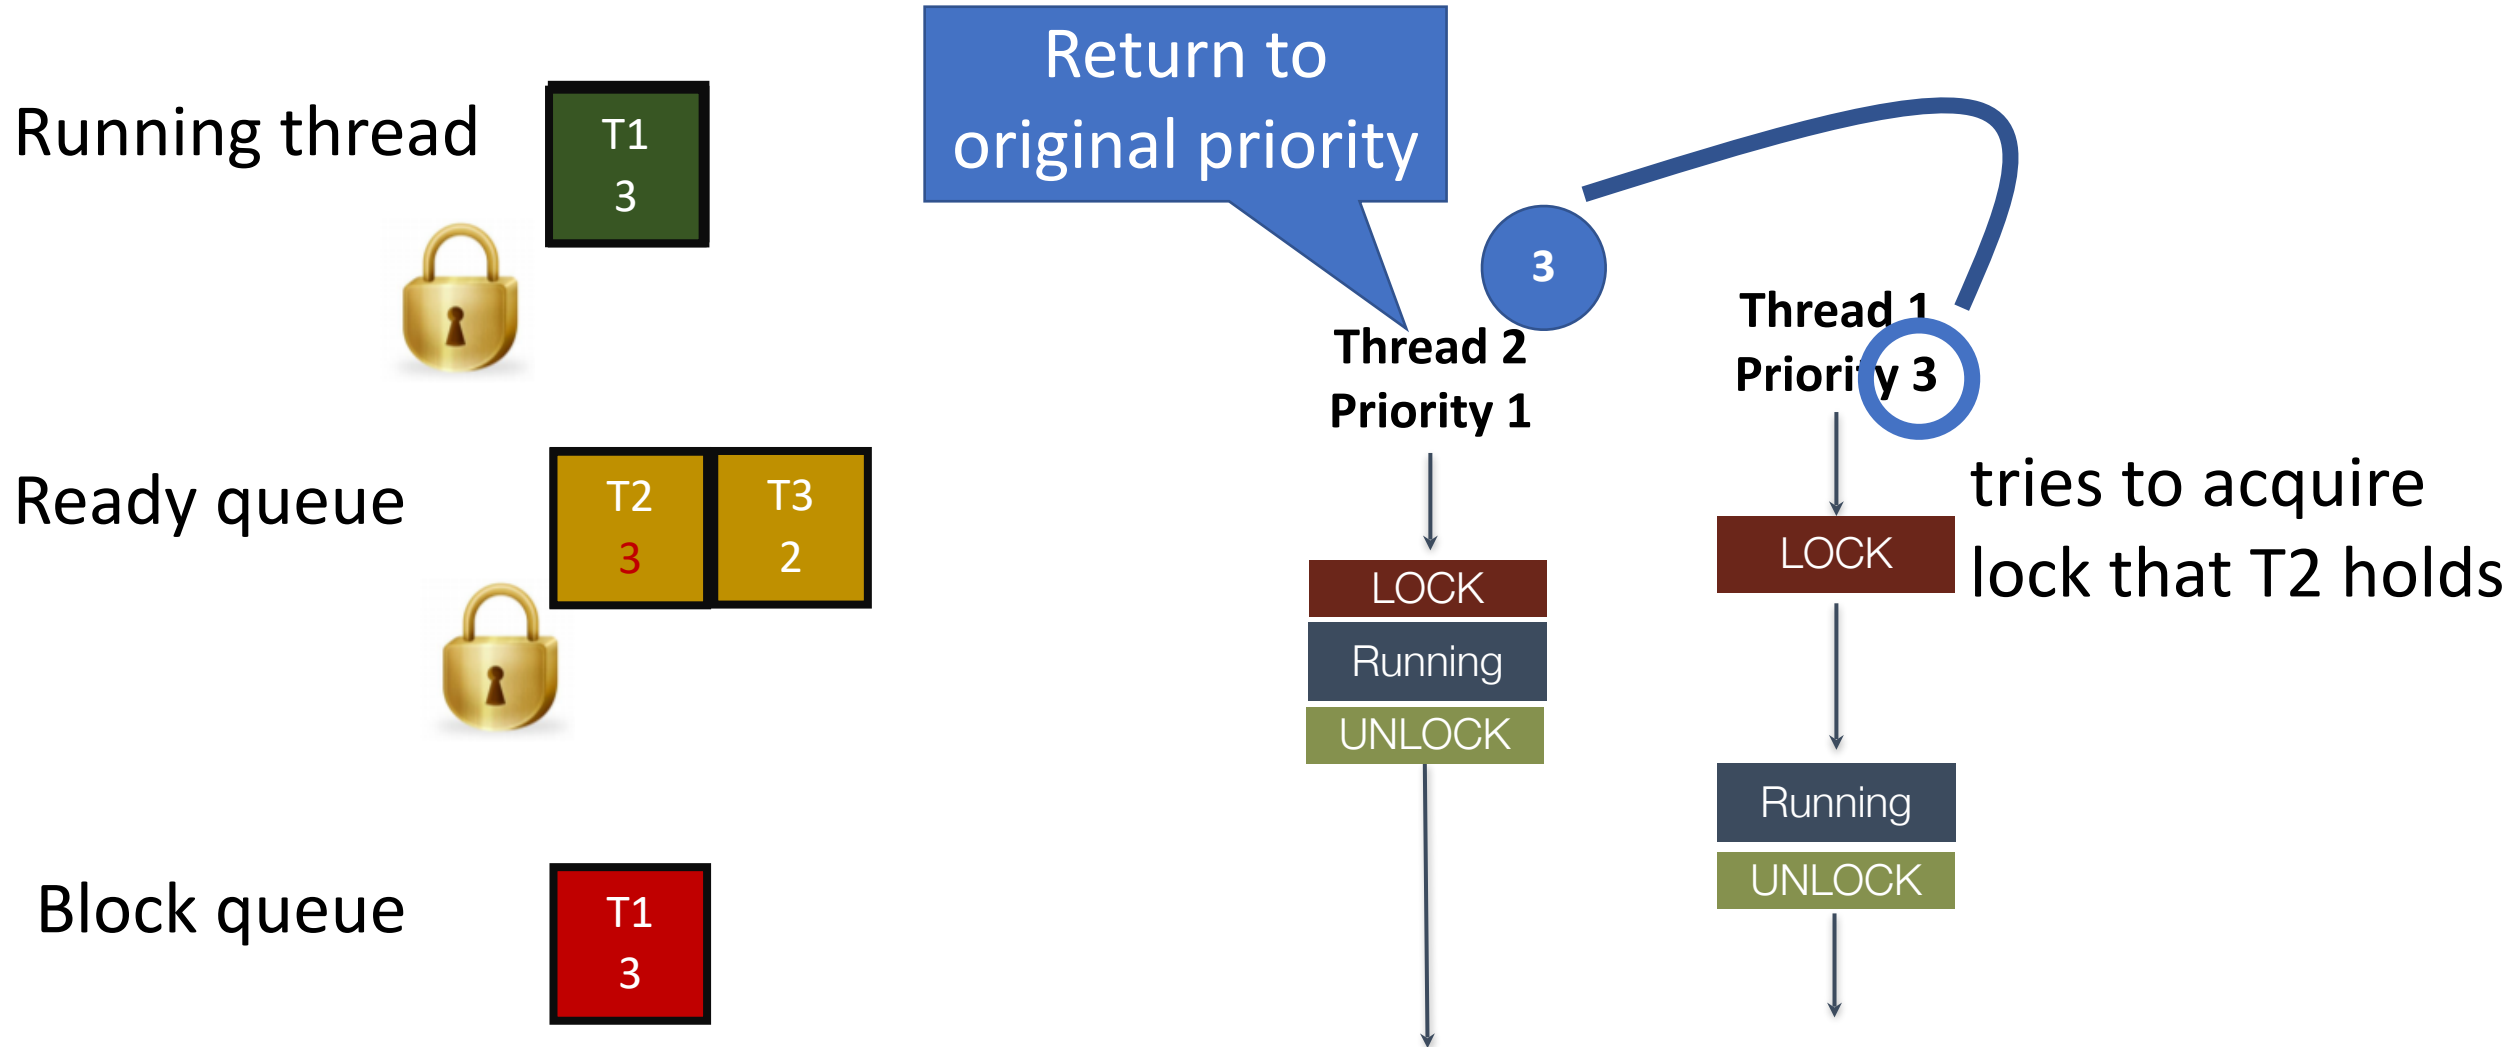 Running thread
T1
3
Ready queue
T2
3
T3
2
Block queue
T1
3
Return to
original priority
3
Thread 2
Priority 1
LOCK
Running
UNLOCK
Thread 1
Priority 3
tries to acquire
lock that T2 holds
LOCK
Running
UNLOCK